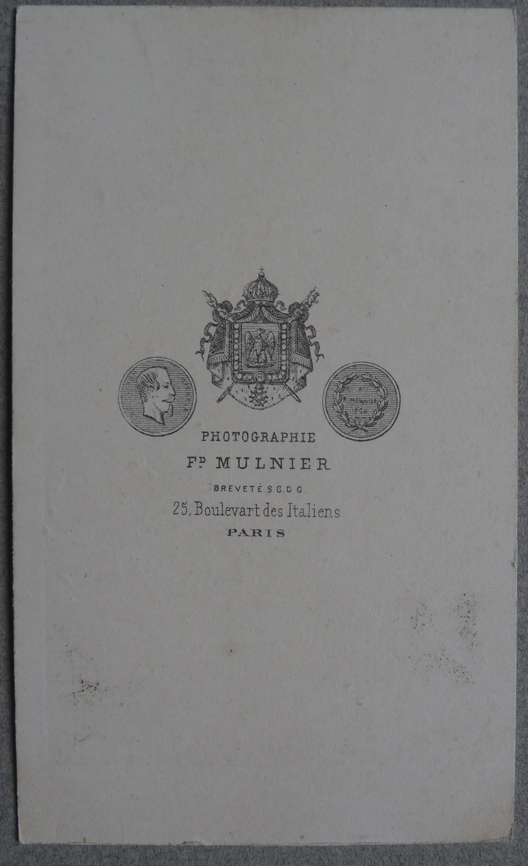 PHOTOGRAPHIE
FD MULNIER
BREVETÉ S.G.D.G.
25, Boulevart des Italiens
PARIS